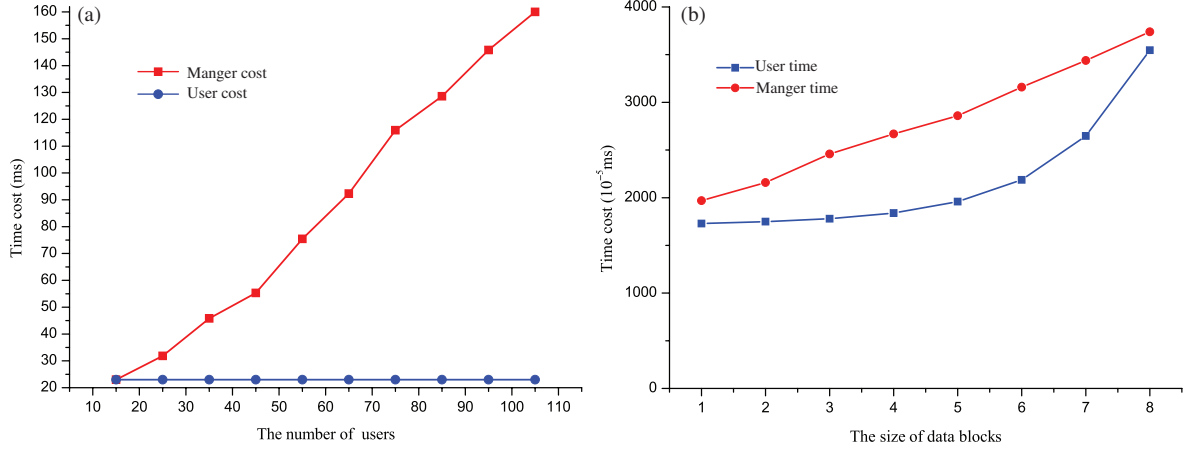 (a)
160
150
140
130
120
110
100
90
80
70
60
50
40
30
20
Time cost (ms)
Manger cost
User cost
10 20 30 40 50 60 70 80 90 100 110
The number of users
(b)
4000
3000
2000
1000
0
Time cost (10⁻⁵ms)
User time
Manger time
1 2 3 4 5 6 7 8
The size of data blocks